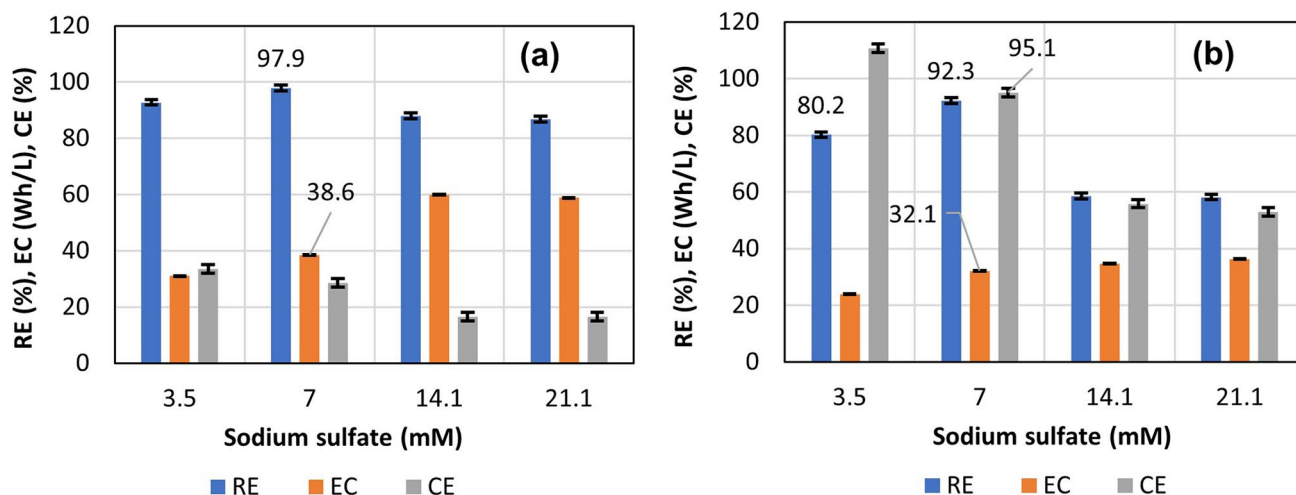 (a)
RE (%), EC (Wh/L), CE (%)
120
100
80
60
40
20
0
97.9
38.6
3.5 7 14.1 21.1
Sodium sulfate (mM)
RE EC CE
(b)
RE (%), EC (Wh/L), CE (%)
120
100
80
60
40
20
0
80.2
92.3
95.1
32.1
3.5 7 14.1 21.1
Sodium sulfate (mM)
RE EC CE